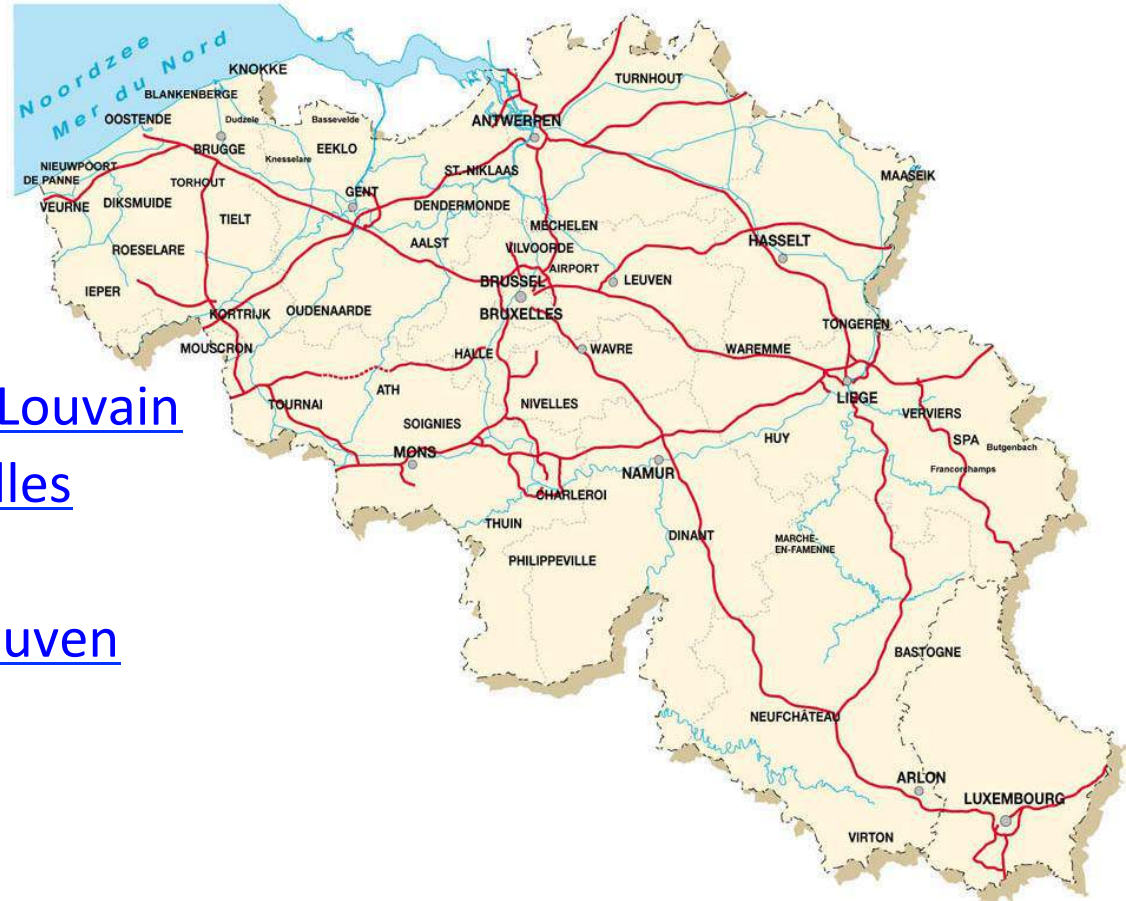 Noordzee
Mer du Nord
KNOKKE
BLANKENBERGE
OOSTENDE
Dudzele
Bassevelde
BRUGGE
EEKLO
Knesselare
NIEUWPOORT
DE PANNE
TORHOUT
VEURNE
DIKSMUIDE
TIELT
GENT
ROESELARE
IEPER
KORTRIJK
OUDENAARDE
MOUSCRON
TURNHOUT
ANTWERPEN
ST. NIKLAAS
DENDERMONDE
MECHELEN
AALST
VILVOORDE
AIRPORT
BRUSSEL
BRUXELLES
LEUVEN
HASSELT
MAASEIK
TONGEREN
HALLE
WAVRE
WAREMME
LIEGE
VERVIERS
SPA
Butgenbach
Francorchamps
ATH
TOURNAI
NIVELLES
SOIGNIES
MONS
HUY
NAMUR
CHARLEROI
THUIN
DINANT
PHILIPPEVILLE
MARCHE-
EN-FAMENNE
BASTOGNE
NEUFCHÂTEAU
ARLON
LUXEMBOURG
VIRTON
Louvain
lles
uven